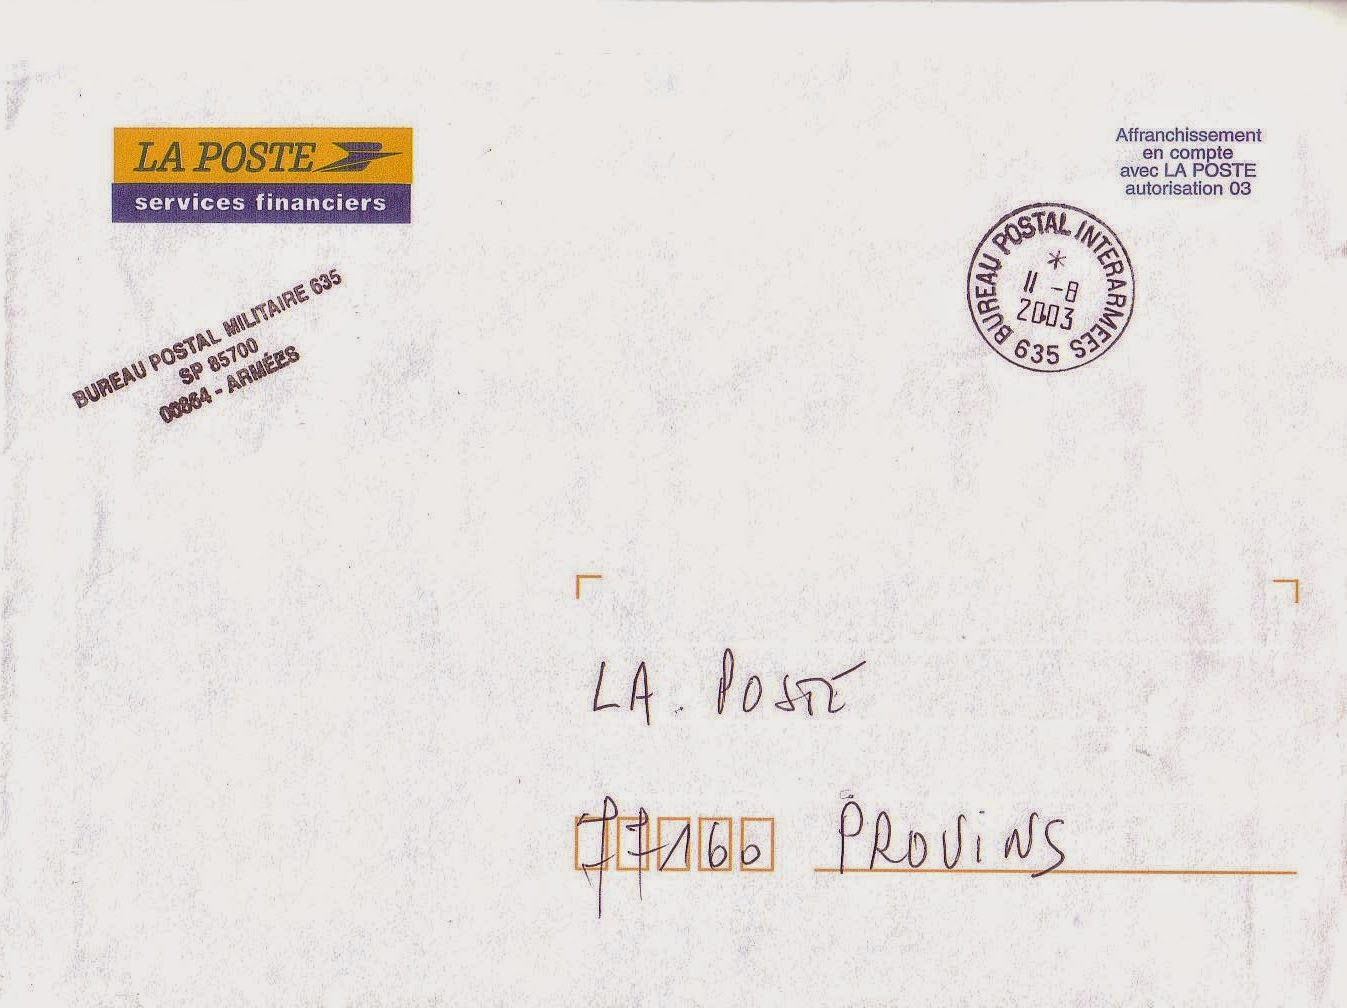 LA POSTE
services financiers
Affranchissement
en compte
avec LA POSTE
autorisation 03
BUREAU POSTAL INTERARMEES 635
*
11 -8
2003
BUREAU POSTAL MILITAIRE 635
SP 85700
00864 - ARMÉES
LA. POSTE
77160 PROVINS